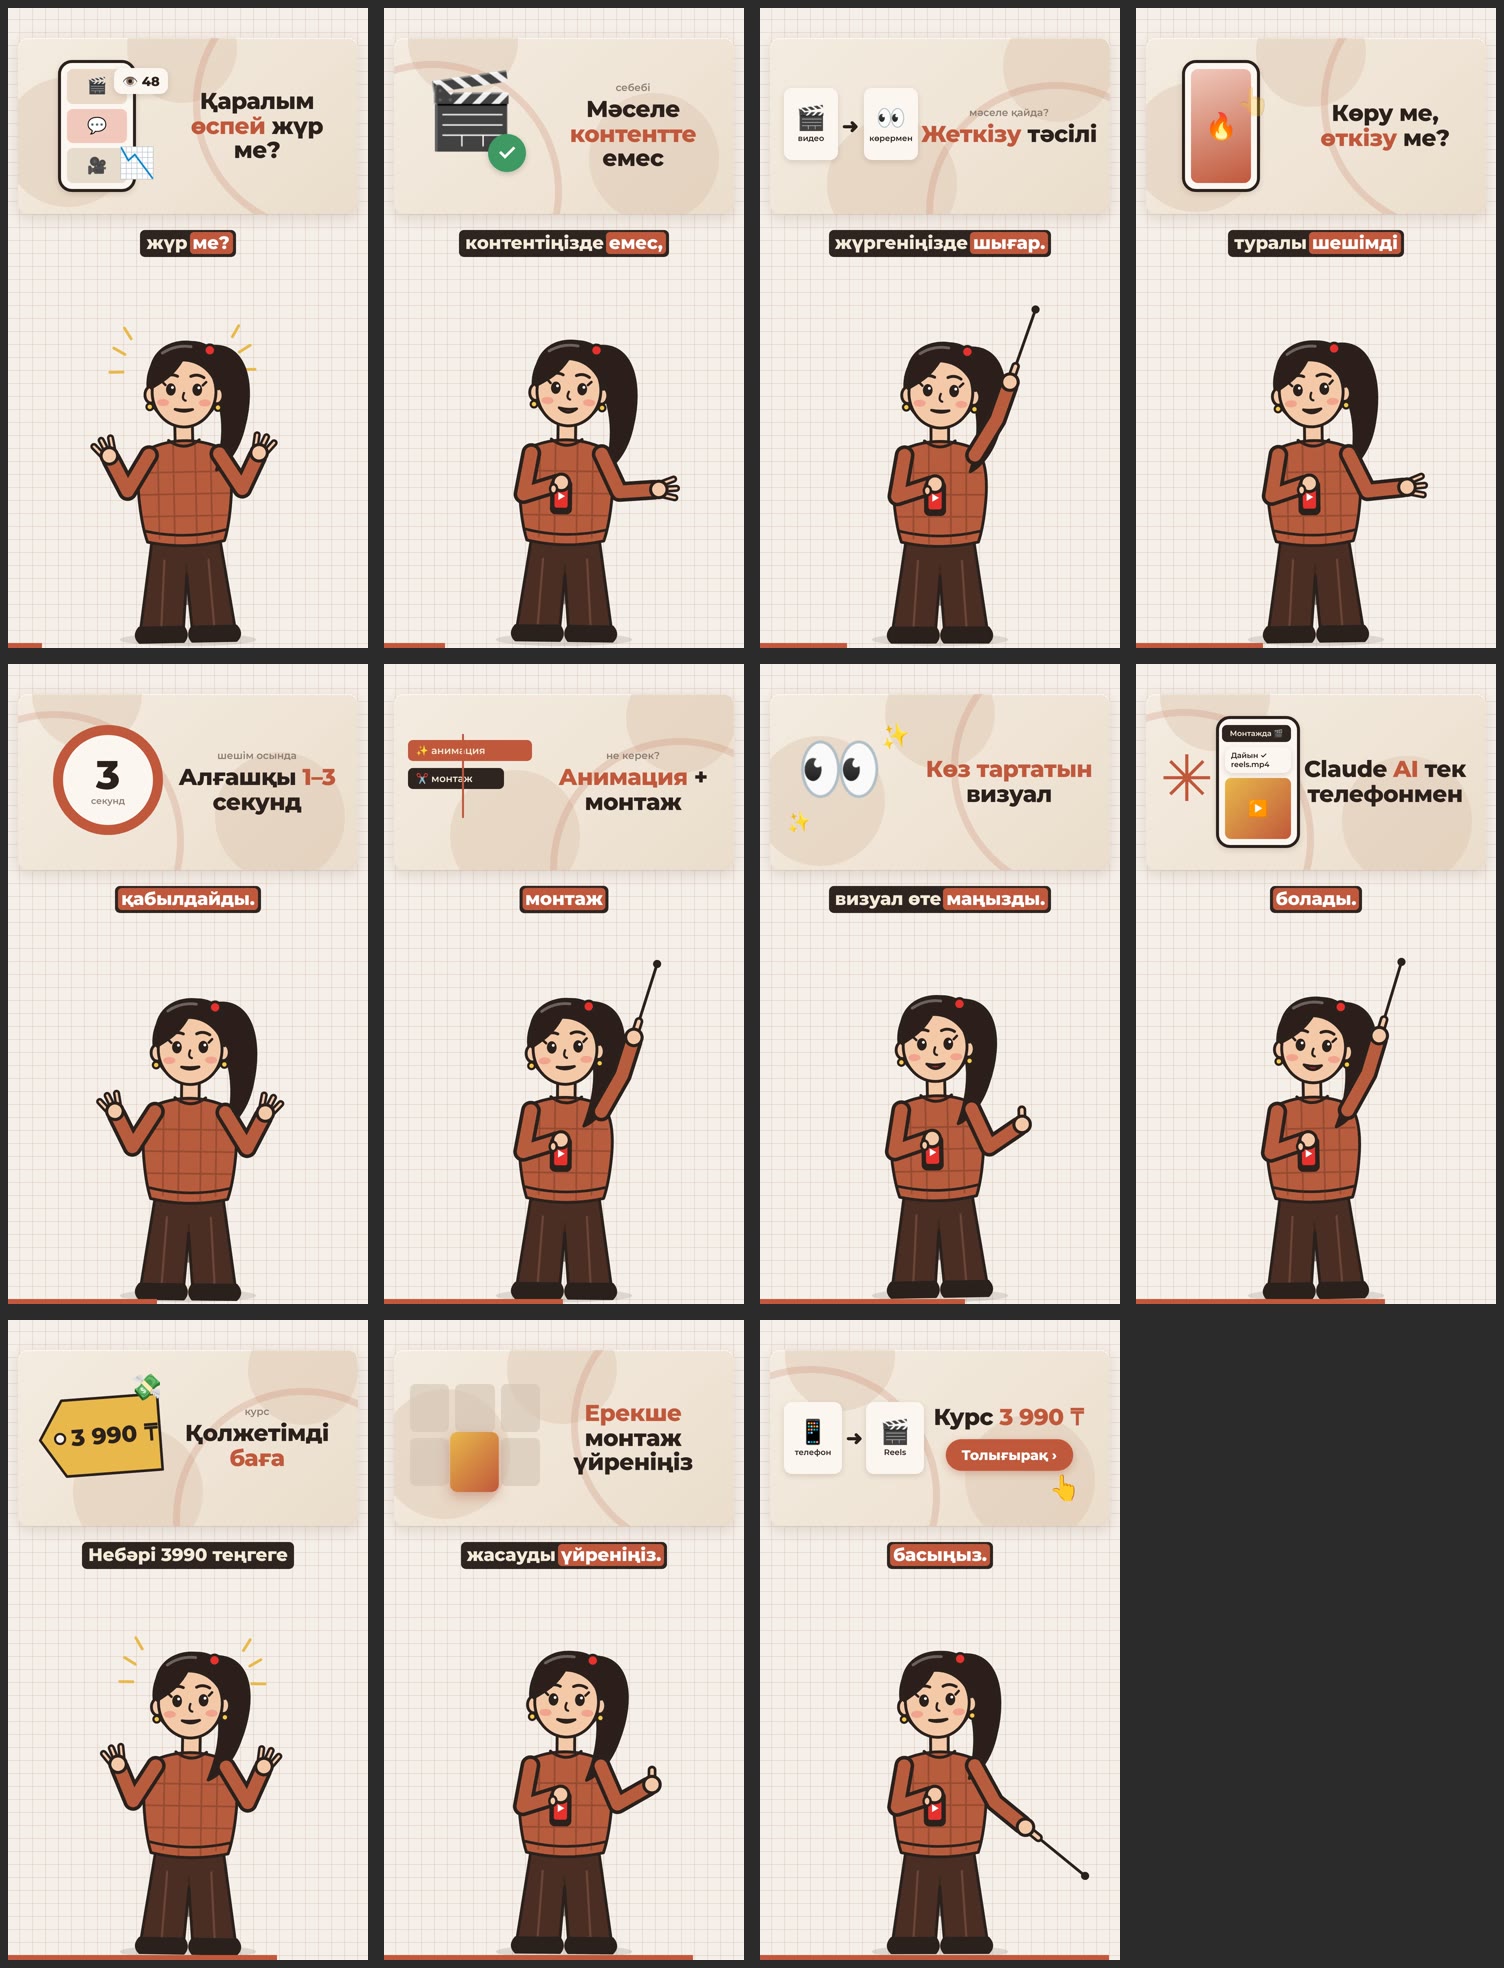 48
Қаралым
өспей жүр
ме?
жүр ме?
себебі
Мәселе
контентте
емес
контентіңізде емес,
видео
көрермен
мәселе қайда?
Жеткізу тәсілі
жүргеніңізде шығар.
Көру ме,
өткізу ме?
туралы шешімді
3
секунд
шешім осында
Алғашқы 1–3
секунд
қабылдайды.
анимация
монтаж
не керек?
Анимация +
монтаж
монтаж
Көз тартатын
визуал
визуал өте маңызды.
Монтажда
Дайын ✓
reels.mp4
Claude AI тек
телефонмен
болады.
3 990 ₸
курс
Қолжетімді
баға
Небәрі 3990 теңгеге
Ерекше
монтаж
үйреніңіз
жасауды үйреніңіз.
телефон
Reels
Курс 3 990 ₸
Толығырақ ›
басыңыз.